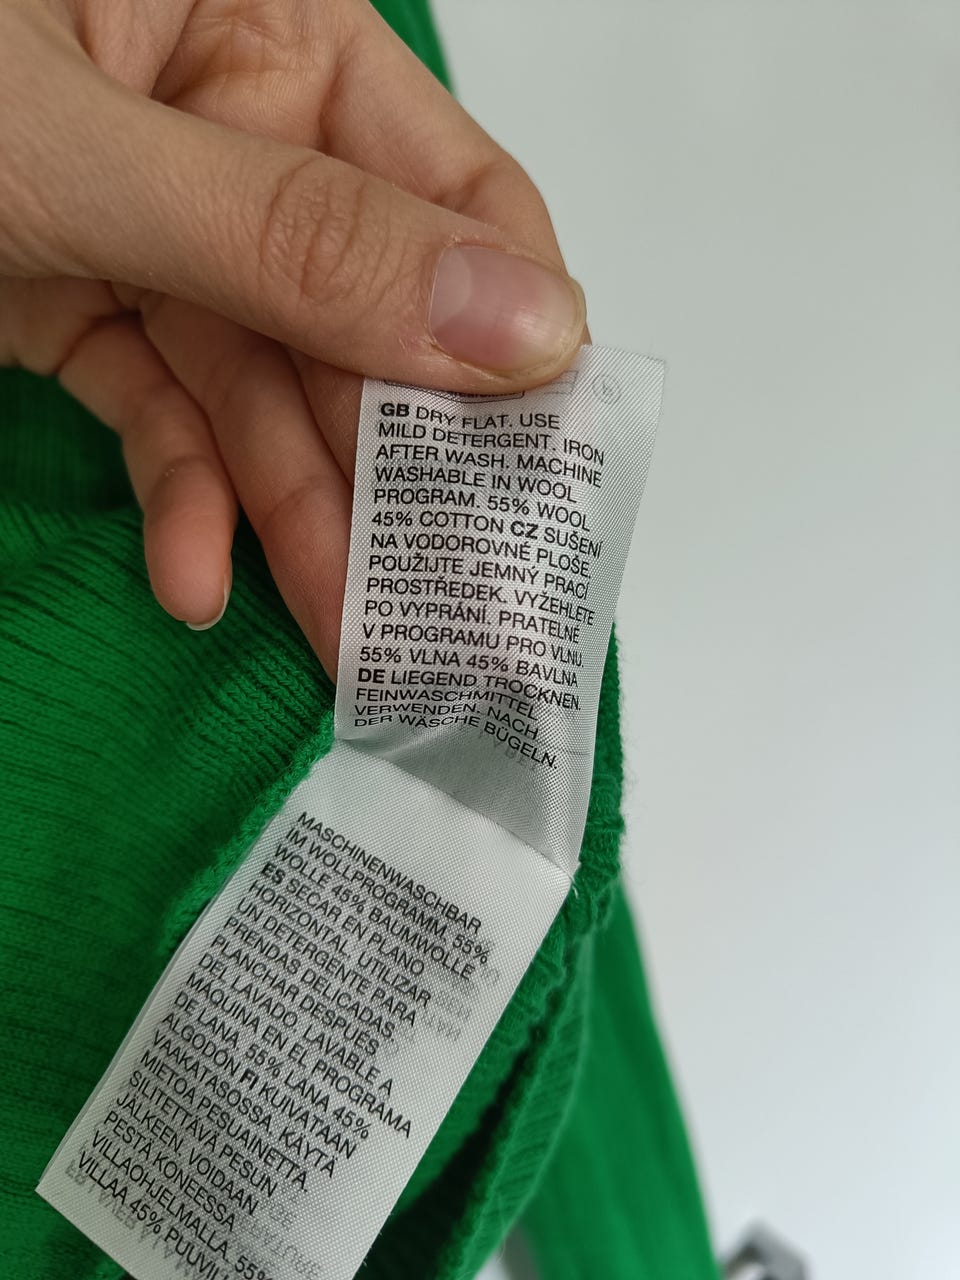 GB DRY FLAT. USE
MILD DETERGENT. IRON
AFTER WASH. MACHINE
WASHABLE IN WOOL
PROGRAM. 55% WOOL
45% COTTON CZ SUŠENÍ
NA VODOROVNÉ PLOŠE.
POUŽIJTE JEMNÝ PRACÍ
PROSTŘEDEK. VYŽEHLETE
PO VYPRÁNÍ. PRATELNÉ
V PROGRAMU PRO VLNU.
55% VLNA 45% BAVLNA
DE LIEGEND TROCKNEN.
FEINWASCHMITTEL
VERWENDEN. NACH
DER WÄSCHE BÜGELN.
MASCHINENWASCHBAR
IM WOLLPROGRAMM. 55%
WOLLE 45% BAUMWOLLE
ES SECAR EN PLANO
HORIZONTAL. UTILIZAR
UN DETERGENTE PARA
PRENDAS DELICADAS.
PLANCHAR DESPUÉS
DEL LAVADO. LAVABLE A
MÁQUINA EN EL PROGRAMA
DE LANA. 55% LANA 45%
ALGODÓN FI KUIVATAAN
VAAKATASOSSA. KÄYTÄ
MIETOA PESUAINETTA.
SILITETTÄVÄ PESUN
JÄLKEEN. VOIDAAN
PESTÄ KONEESSA
VILLAOHJELMALLA. 55%
VILLAA 45%